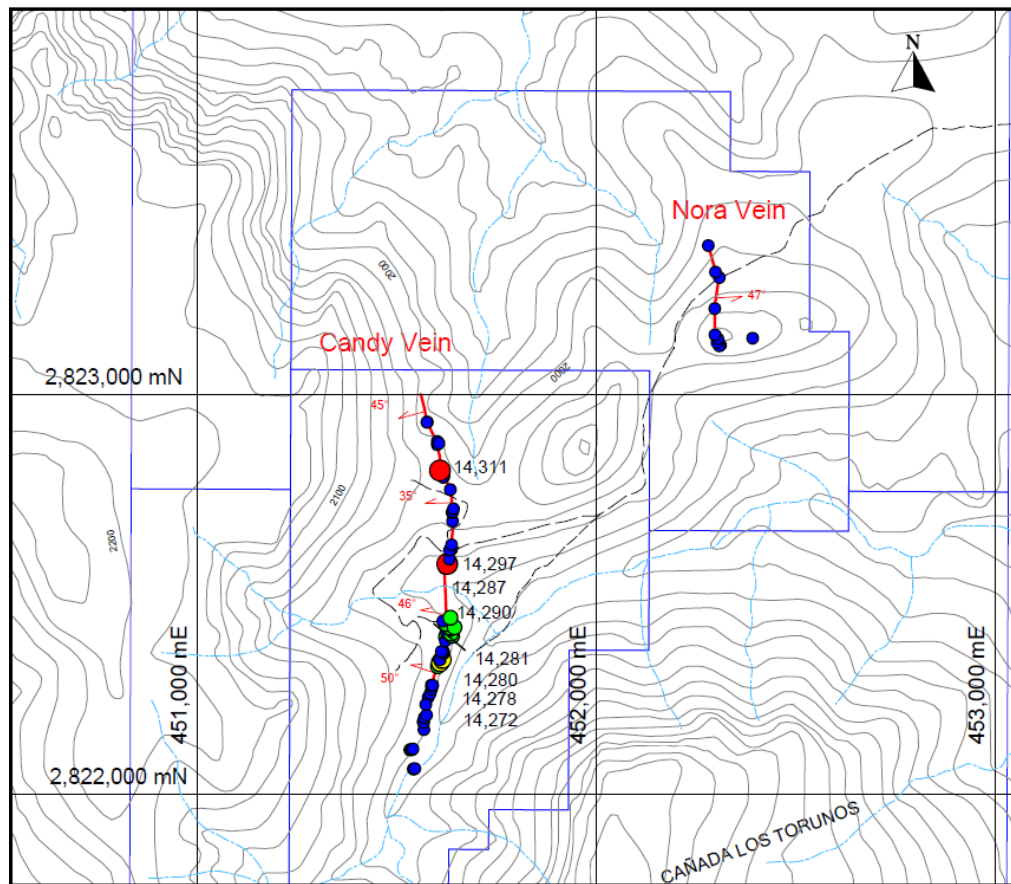 N
Nora Vein
2000
47°
Candy Vein
2000
2,823,000 mN
45°
14,311
35°
2100
2200
14,297
14,287
46°
14,290
14,281
50°
14,280
14,278
14,272
451,000 mE
452,000 mE
453,000 mE
2,822,000 mN
CAÑADA LOS TORUNOS